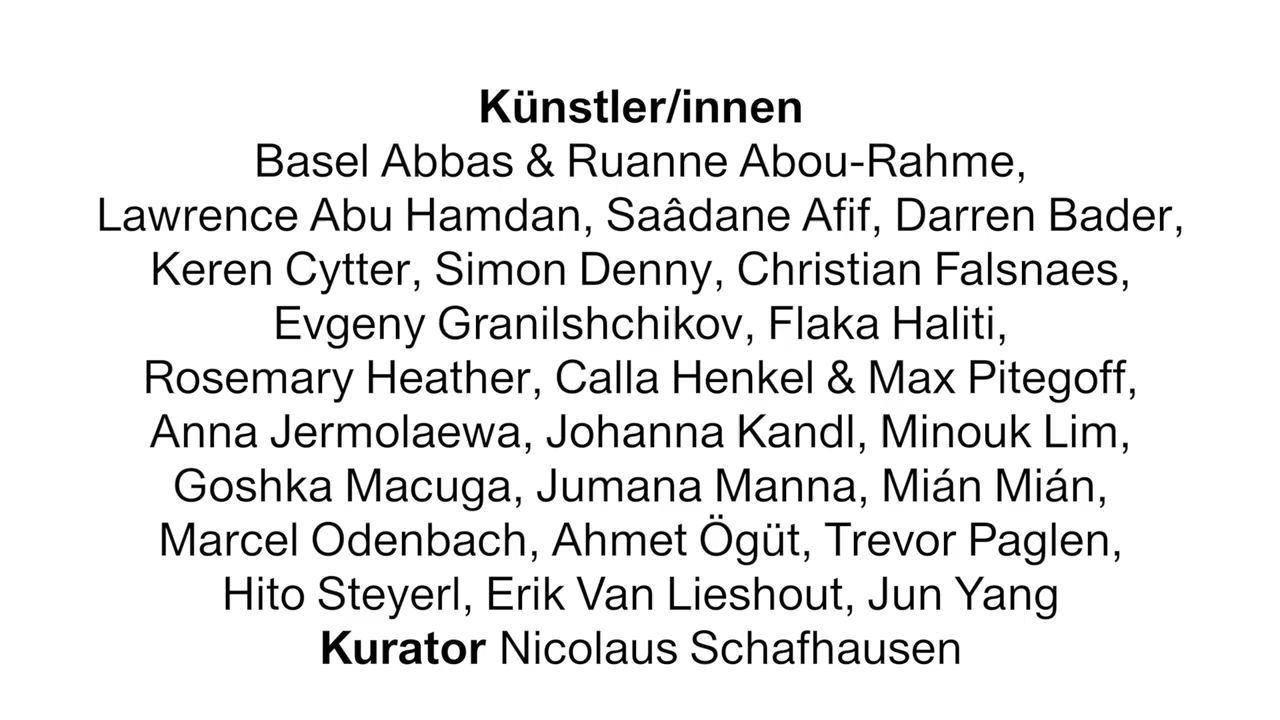 Künstler/innen
Basel Abbas & Ruanne Abou-Rahme,
Lawrence Abu Hamdan, Saâdane Afif, Darren Bader,
Keren Cytter, Simon Denny, Christian Falsnaes,
Evgeny Granilshchikov, Flaka Haliti,
Rosemary Heather, Calla Henkel & Max Pitegoff,
Anna Jermolaewa, Johanna Kandl, Minouk Lim,
Goshka Macuga, Jumana Manna, Mián Mián,
Marcel Odenbach, Ahmet Ögüt, Trevor Paglen,
Hito Steyerl, Erik Van Lieshout, Jun Yang
Kurator Nicolaus Schafhausen